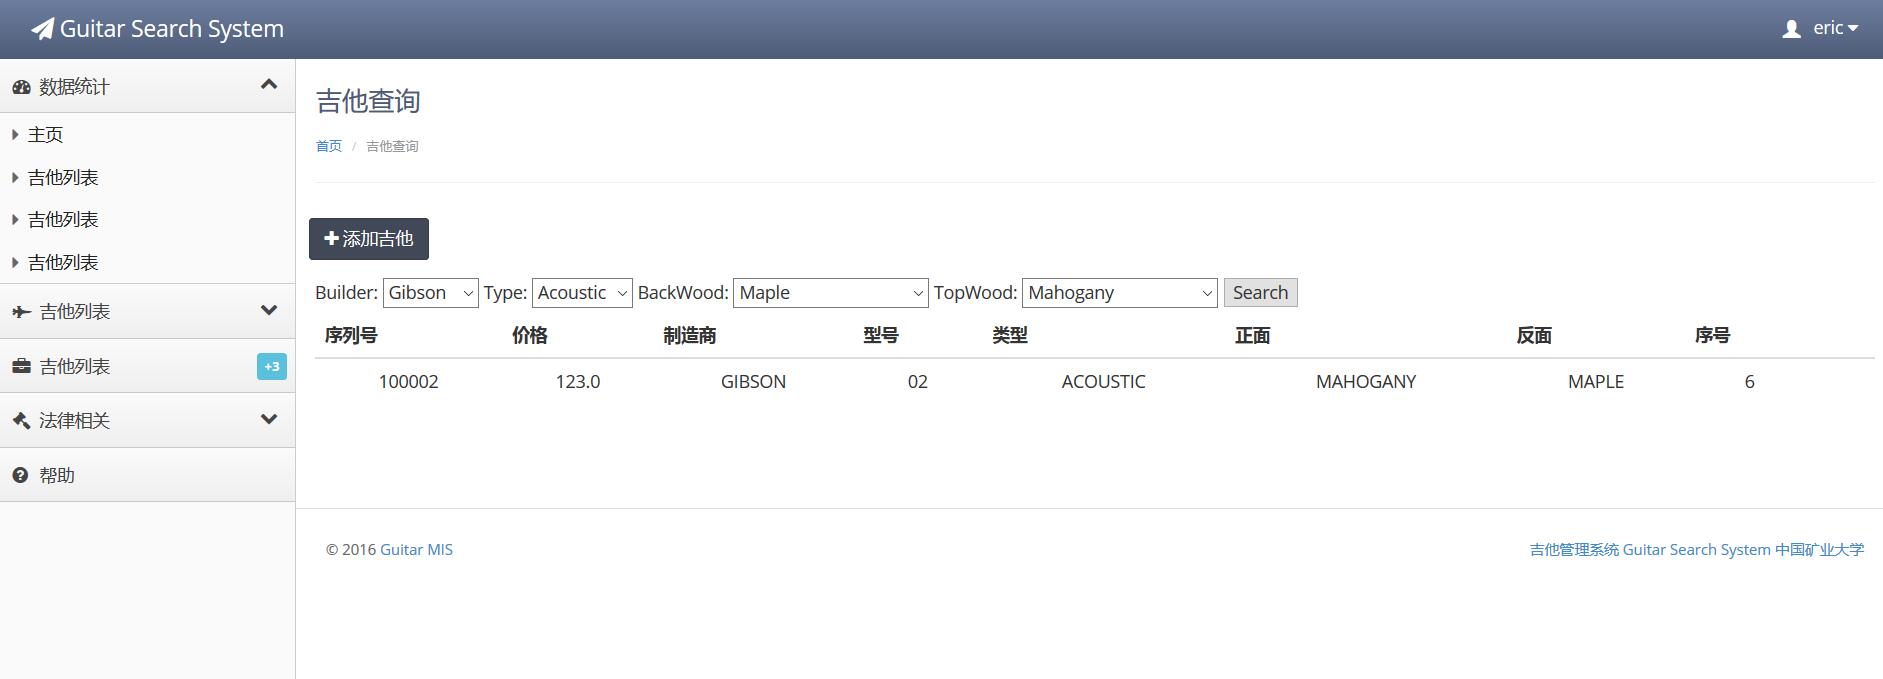 Guitar Search System eric
数据统计
主页
吉他列表
吉他列表
吉他列表
吉他列表
吉他列表 +3
法律相关
帮助
吉他查询
首页 / 吉他查询
添加吉他
Builder: Gibson Type: Acoustic BackWood: Maple TopWood: Mahogany Search
序列号 价格 制造商 型号 类型 正面 反面 序号
100002 123.0 GIBSON 02 ACOUSTIC MAHOGANY MAPLE 6
© 2016 Guitar MIS 吉他管理系统 Guitar Search System 中国矿业大学